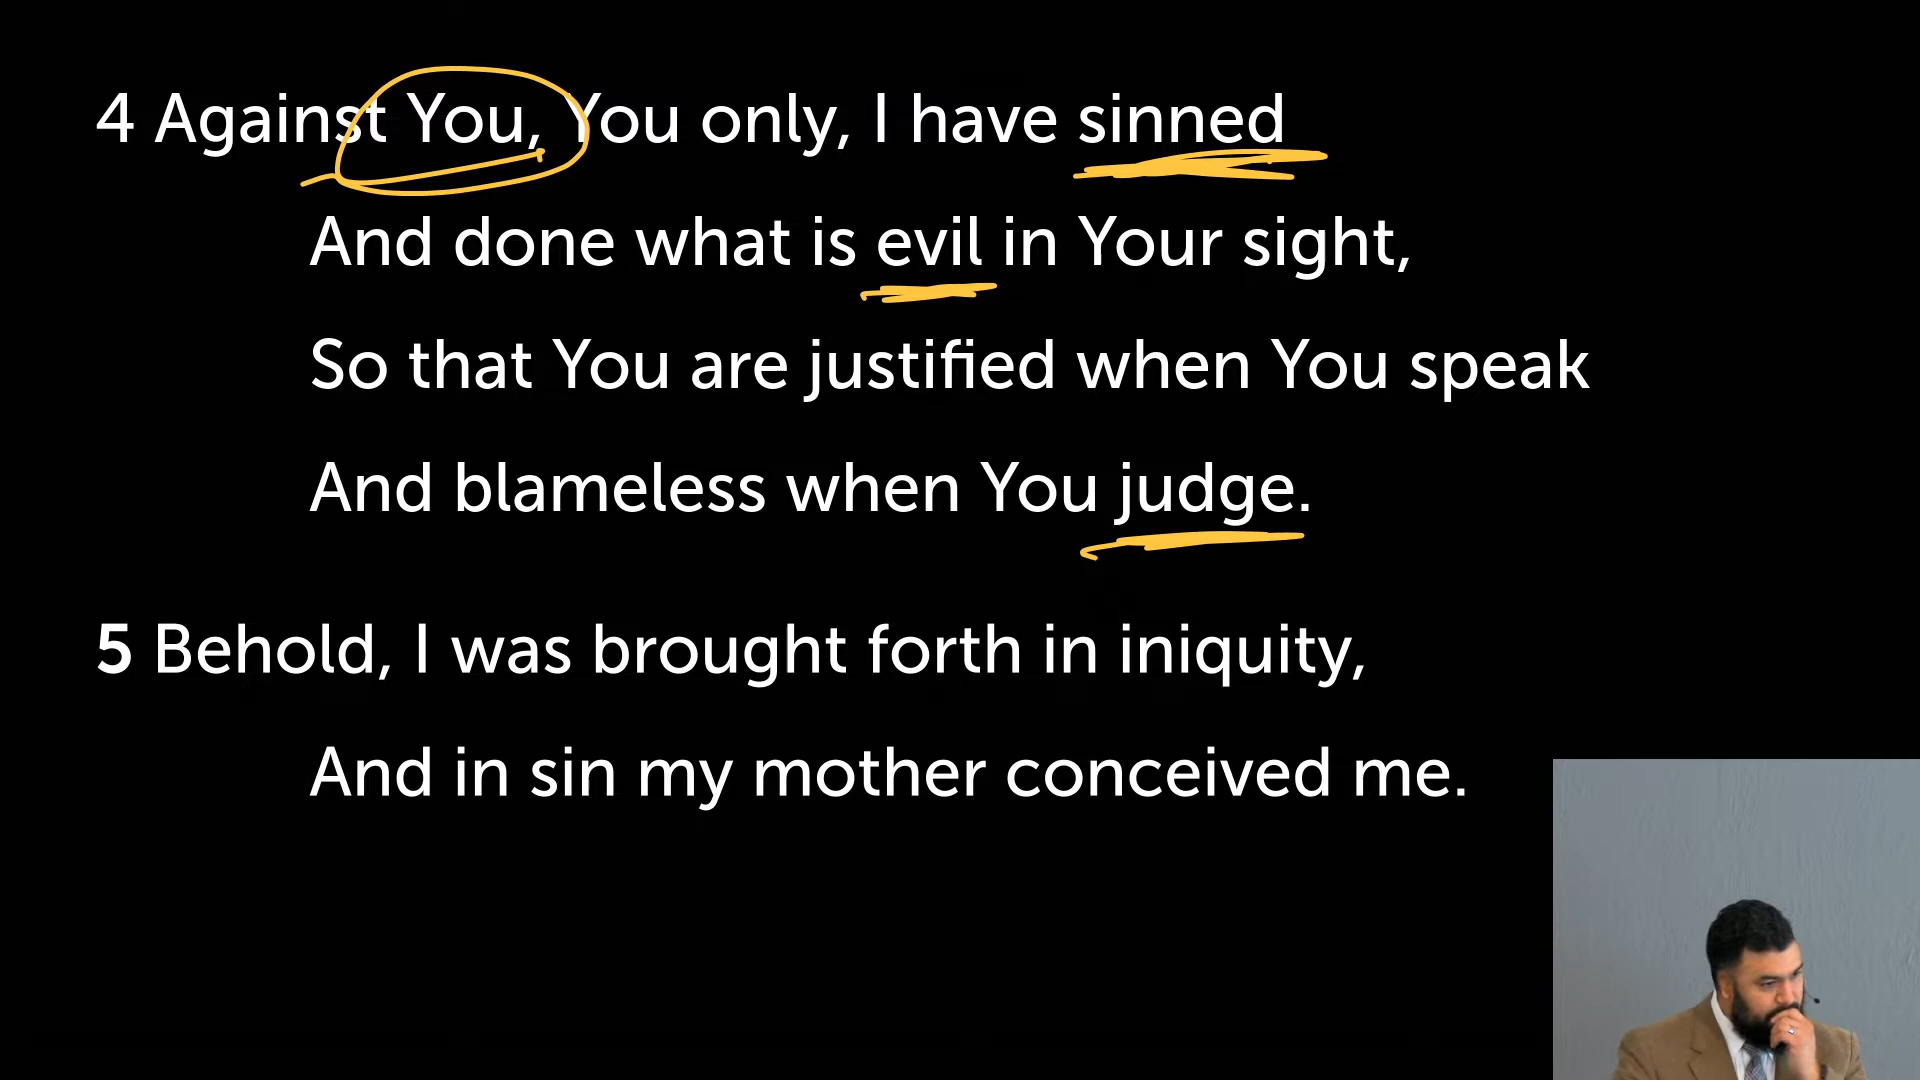 4 Against You, You only, I have sinned
And done what is evil in Your sight,
So that You are justified when You speak
And blameless when You judge.
5 Behold, I was brought forth in iniquity,
And in sin my mother conceived me.